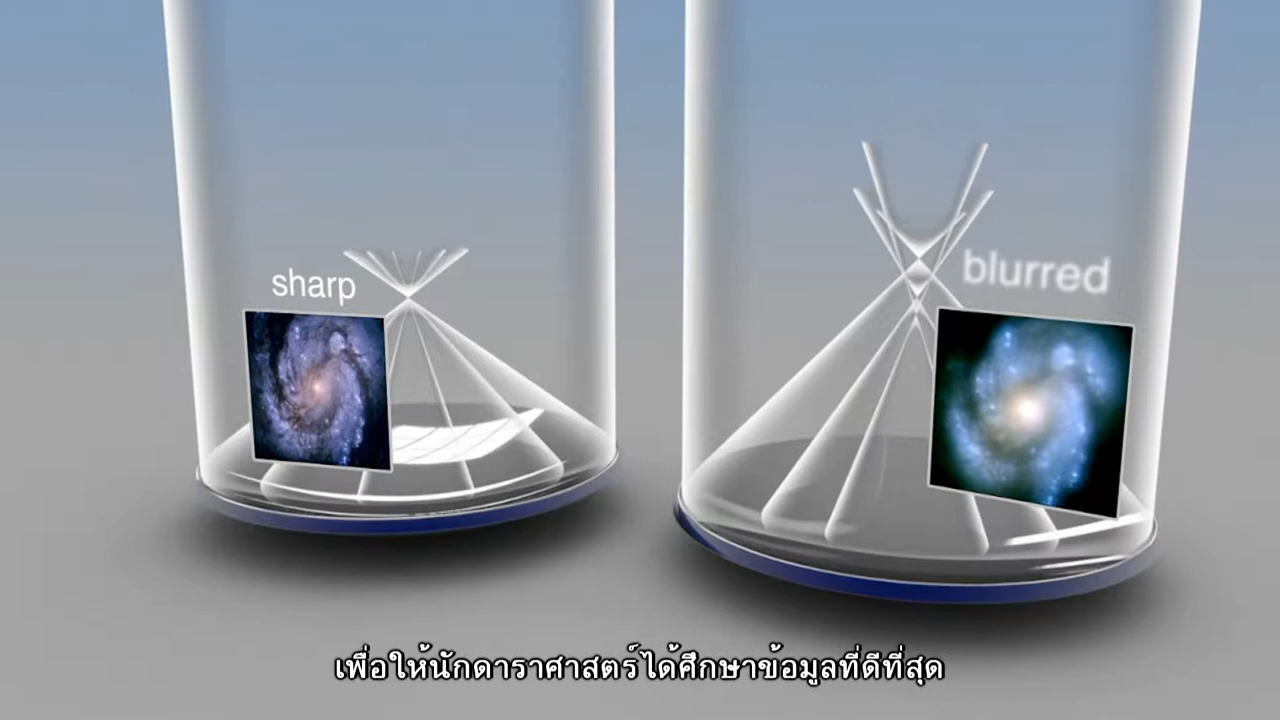 sharp
blurred
เพื่อให้นักดาราศาสตร์ได้ศึกษาข้อมูลที่ดีที่สุด